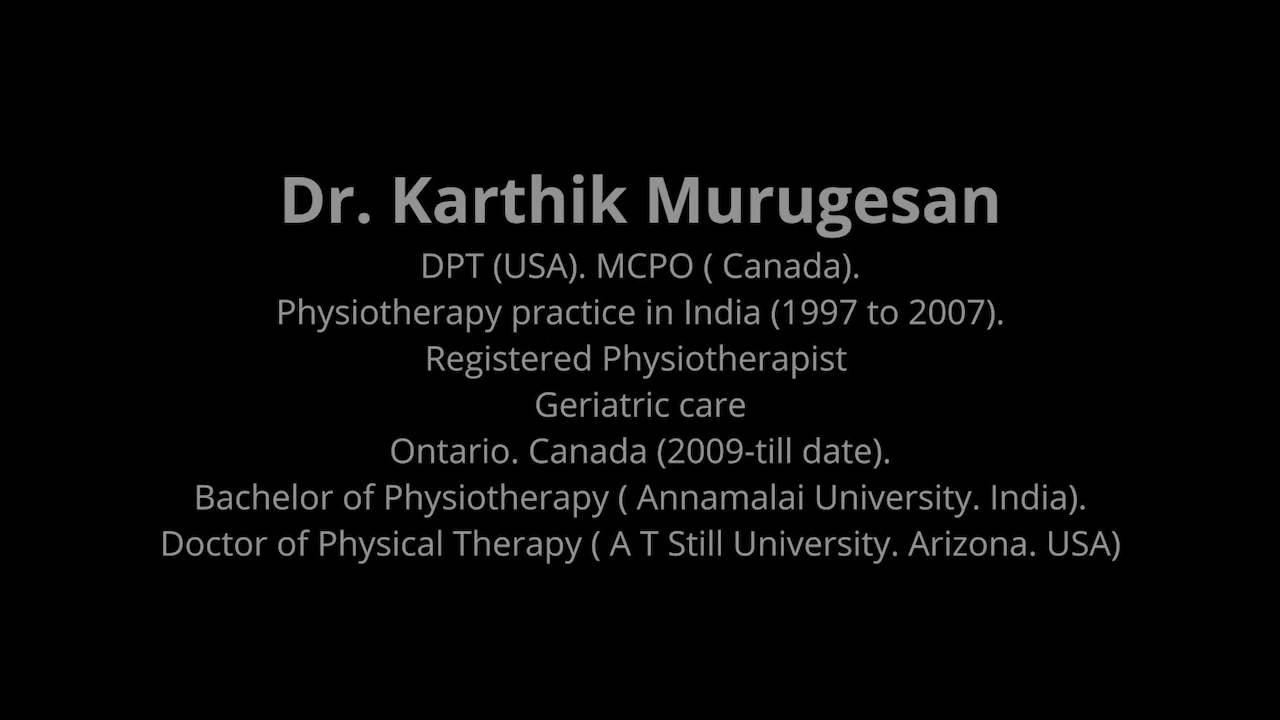 Dr. Karthik Murugesan
DPT (USA). MCPO ( Canada).
Physiotherapy practice in India (1997 to 2007).
Registered Physiotherapist
Geriatric care
Ontario. Canada (2009-till date).
Bachelor of Physiotherapy ( Annamalai University. India).
Doctor of Physical Therapy ( A T Still University. Arizona. USA)